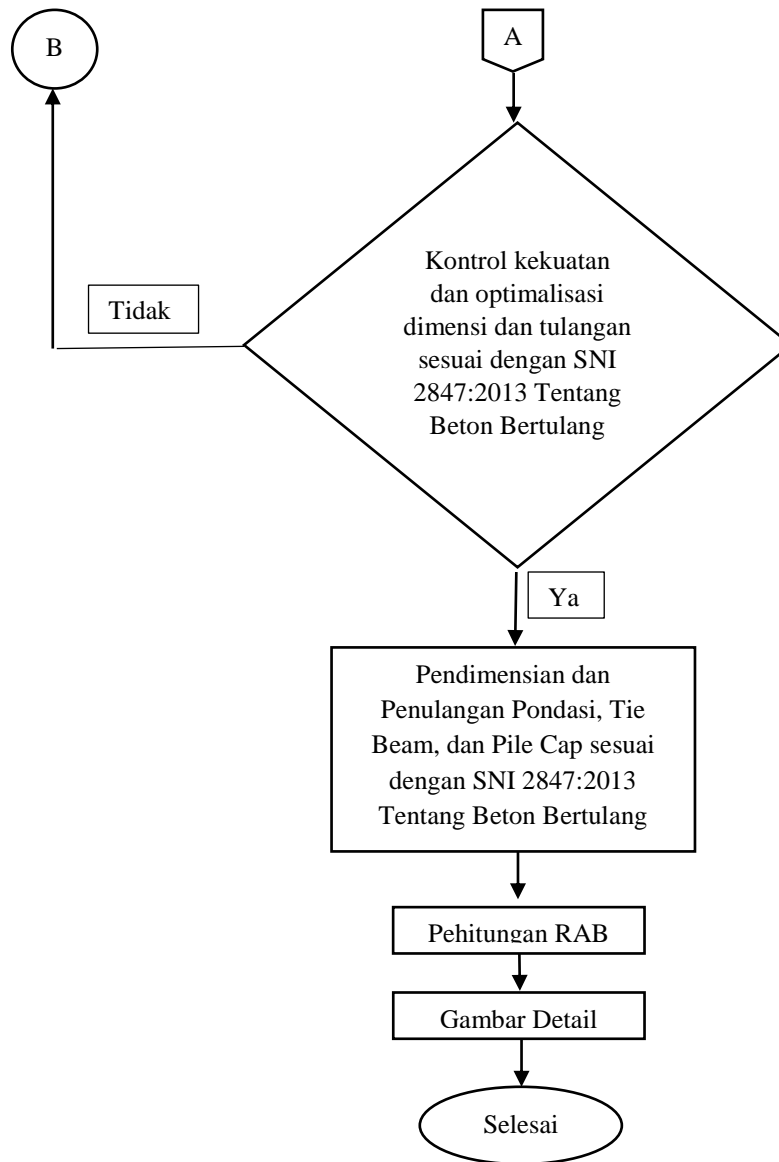 B
A
Kontrol kekuatan
dan optimalisasi
dimensi dan tulangan
sesuai dengan SNI
2847:2013 Tentang
Beton Bertulang
Tidak
Ya
Pendimensian dan
Penulangan Pondasi, Tie
Beam, dan Pile Cap sesuai
dengan SNI 2847:2013
Tentang Beton Bertulang
Pehitungan RAB
Gambar Detail
Selesai